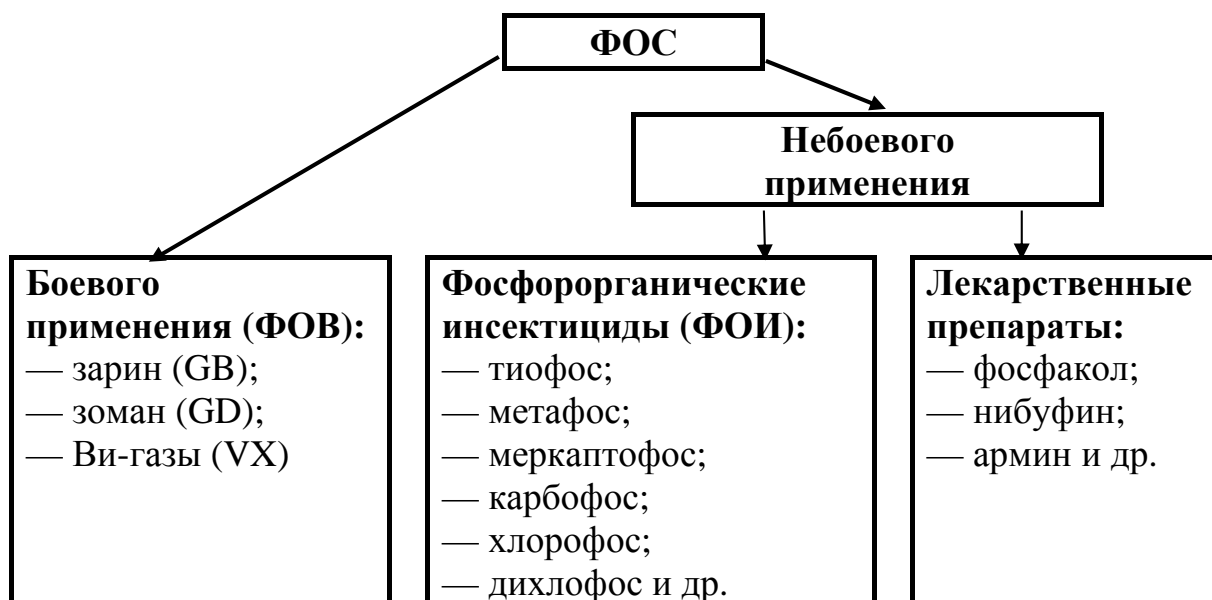 ФОС
Небоевого
применения
Боевого
применения (ФОВ):
— зарин (GB);
— зоман (GD);
— Ви-газы (VX)
Фосфорорганические
инсектициды (ФОИ):
— тиофос;
— метафос;
— меркаптофос;
— карбофос;
— хлорофос;
— дихлофос и др.
Лекарственные
препараты:
— фосфакол;
— нибуфин;
— армин и др.